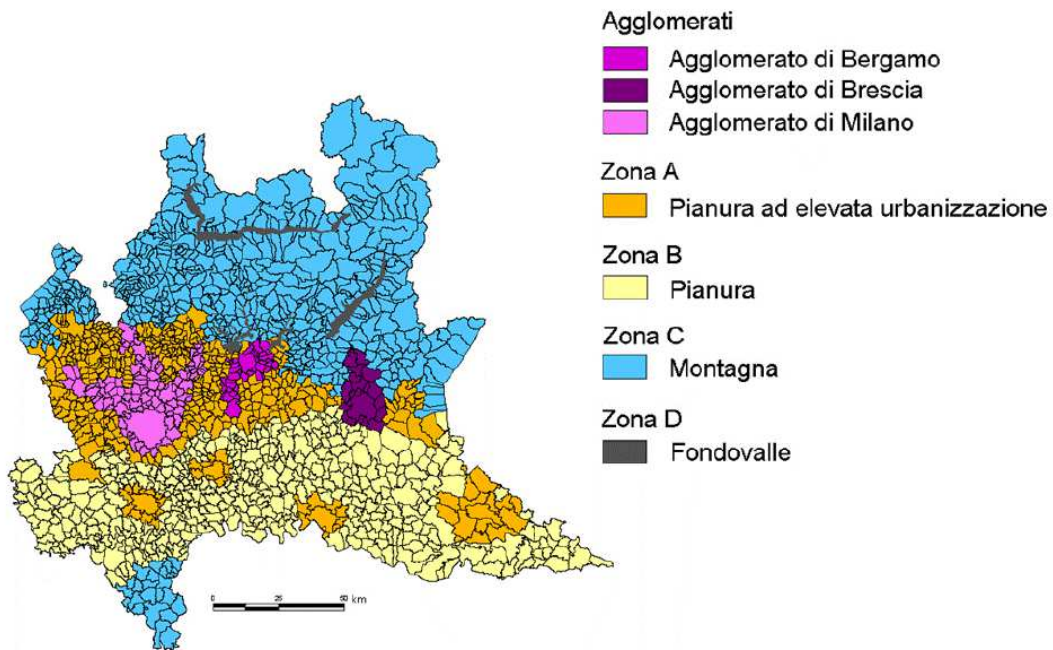 Agglomerati
Agglomerato di Bergamo
Agglomerato di Brescia
Agglomerato di Milano
Zona A
Pianura ad elevata urbanizzazione
Zona B
Pianura
Zona C
Montagna
Zona D
Fondovalle
0 25 50 km